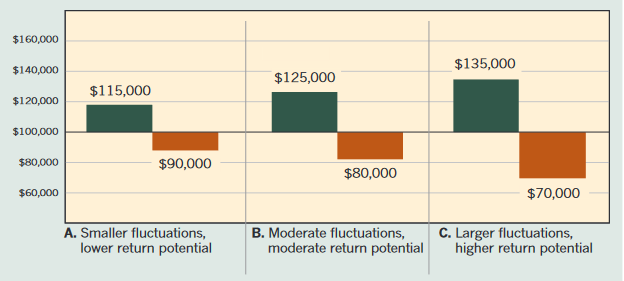 $160,000
$140,000
$120,000
$100,000
$80,000
$60,000
$115,000
$90,000
$125,000
$80,000
$135,000
$70,000
A. Smaller fluctuations,
lower return potential
B. Moderate fluctuations,
moderate return potential
C. Larger fluctuations,
higher return potential